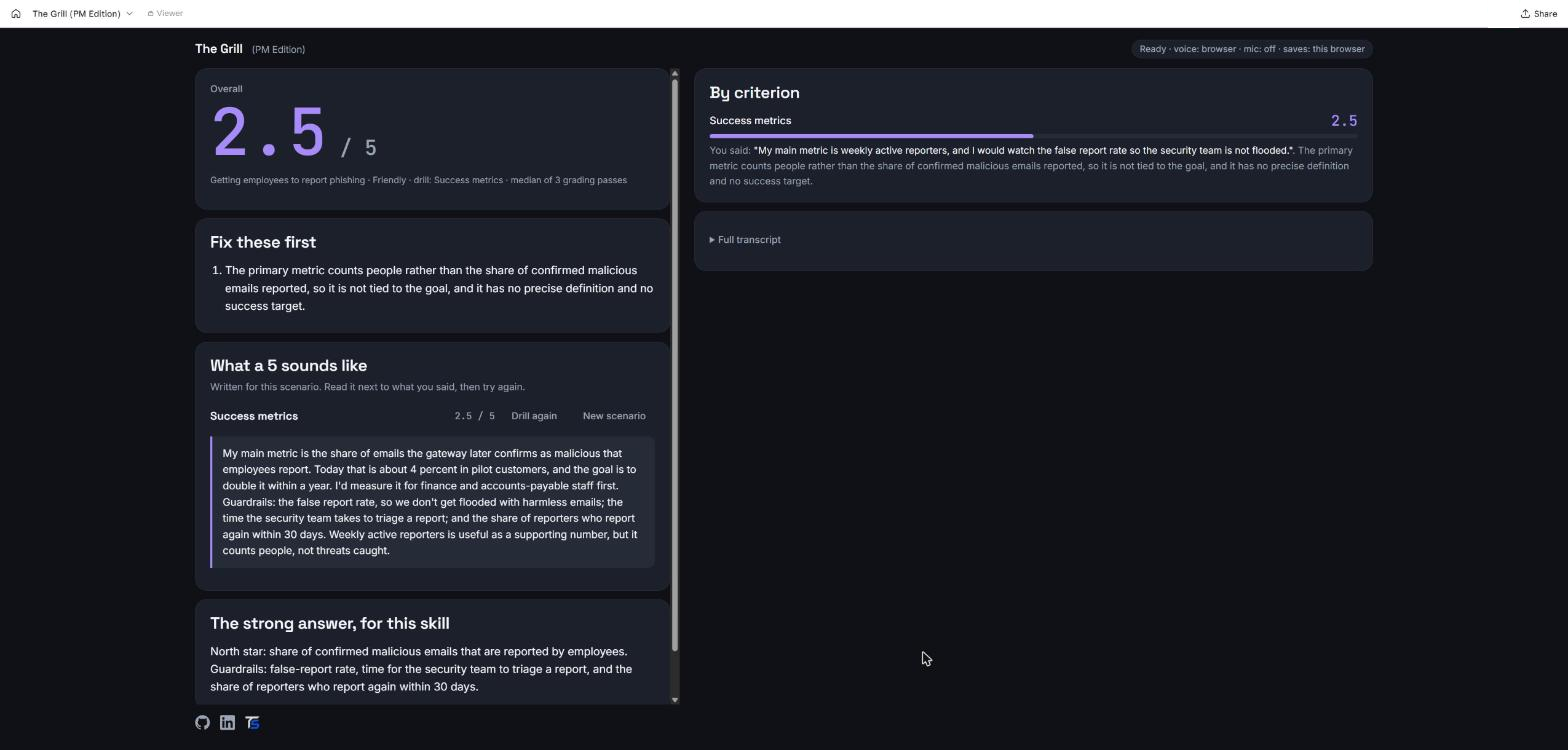 The Grill (PM Edition)
Viewer
Share
The Grill (PM Edition)
Ready · voice: browser · mic: off · saves: this browser
Overall
2.5 / 5
Getting employees to report phishing · Friendly · drill: Success metrics · median of 3 grading passes
Fix these first
1. The primary metric counts people rather than the share of confirmed malicious
emails reported, so it is not tied to the goal, and it has no precise definition and no
success target.
What a 5 sounds like
Written for this scenario. Read it next to what you said, then try again.
Success metrics 2.5 / 5 Drill again New scenario
My main metric is the share of emails the gateway later confirms as malicious that
employees report. Today that is about 4 percent in pilot customers, and the goal is to
double it within a year. I'd measure it for finance and accounts-payable staff first.
Guardrails: the false report rate, so we don't get flooded with harmless emails; the
time the security team takes to triage a report; and the share of reporters who report
again within 30 days. Weekly active reporters is useful as a supporting number, but it
counts people, not threats caught.
The strong answer, for this skill
North star: share of confirmed malicious emails that are reported by employees.
Guardrails: false-report rate, time for the security team to triage a report, and the
share of reporters who report again within 30 days.
By criterion
Success metrics 2.5
You said: "My main metric is weekly active reporters, and I would watch the false report rate so the security team is not flooded.". The primary
metric counts people rather than the share of confirmed malicious emails reported, so it is not tied to the goal, and it has no precise definition
and no success target.
Full transcript
in
TS